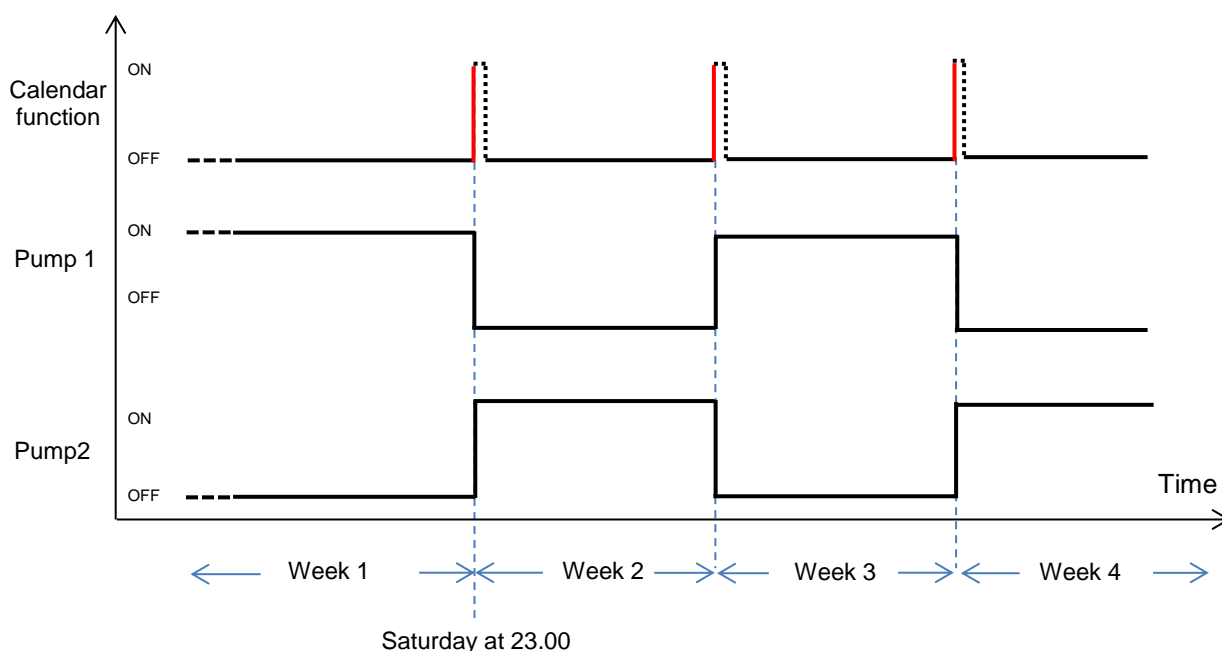 ON
Calendar
function
OFF
ON
Pump 1
OFF
ON
Pump2
OFF
Time
Week 1
Week 2
Week 3
Week 4
Saturday at 23.00